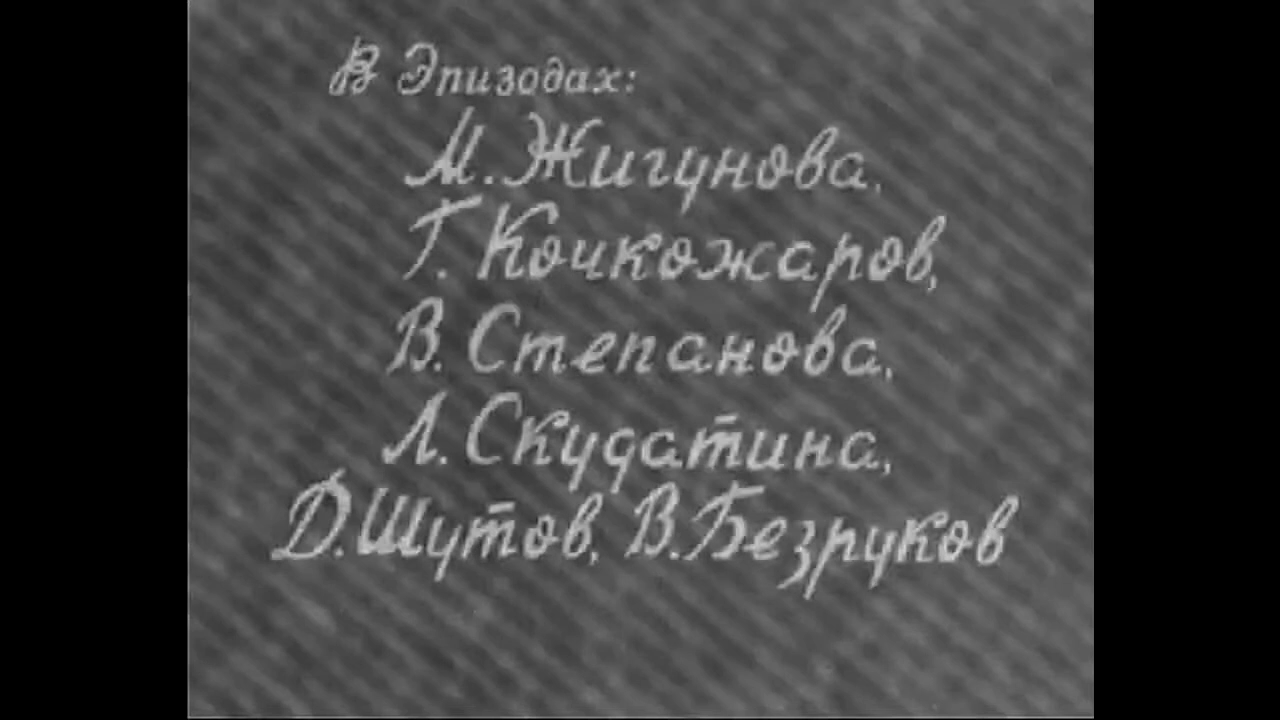 В Эпизодах:
М. Жигунова,
Г. Кочкожаров,
В. Степанова,
Л. Скудатина,
Д. Шутов, В. Безруков